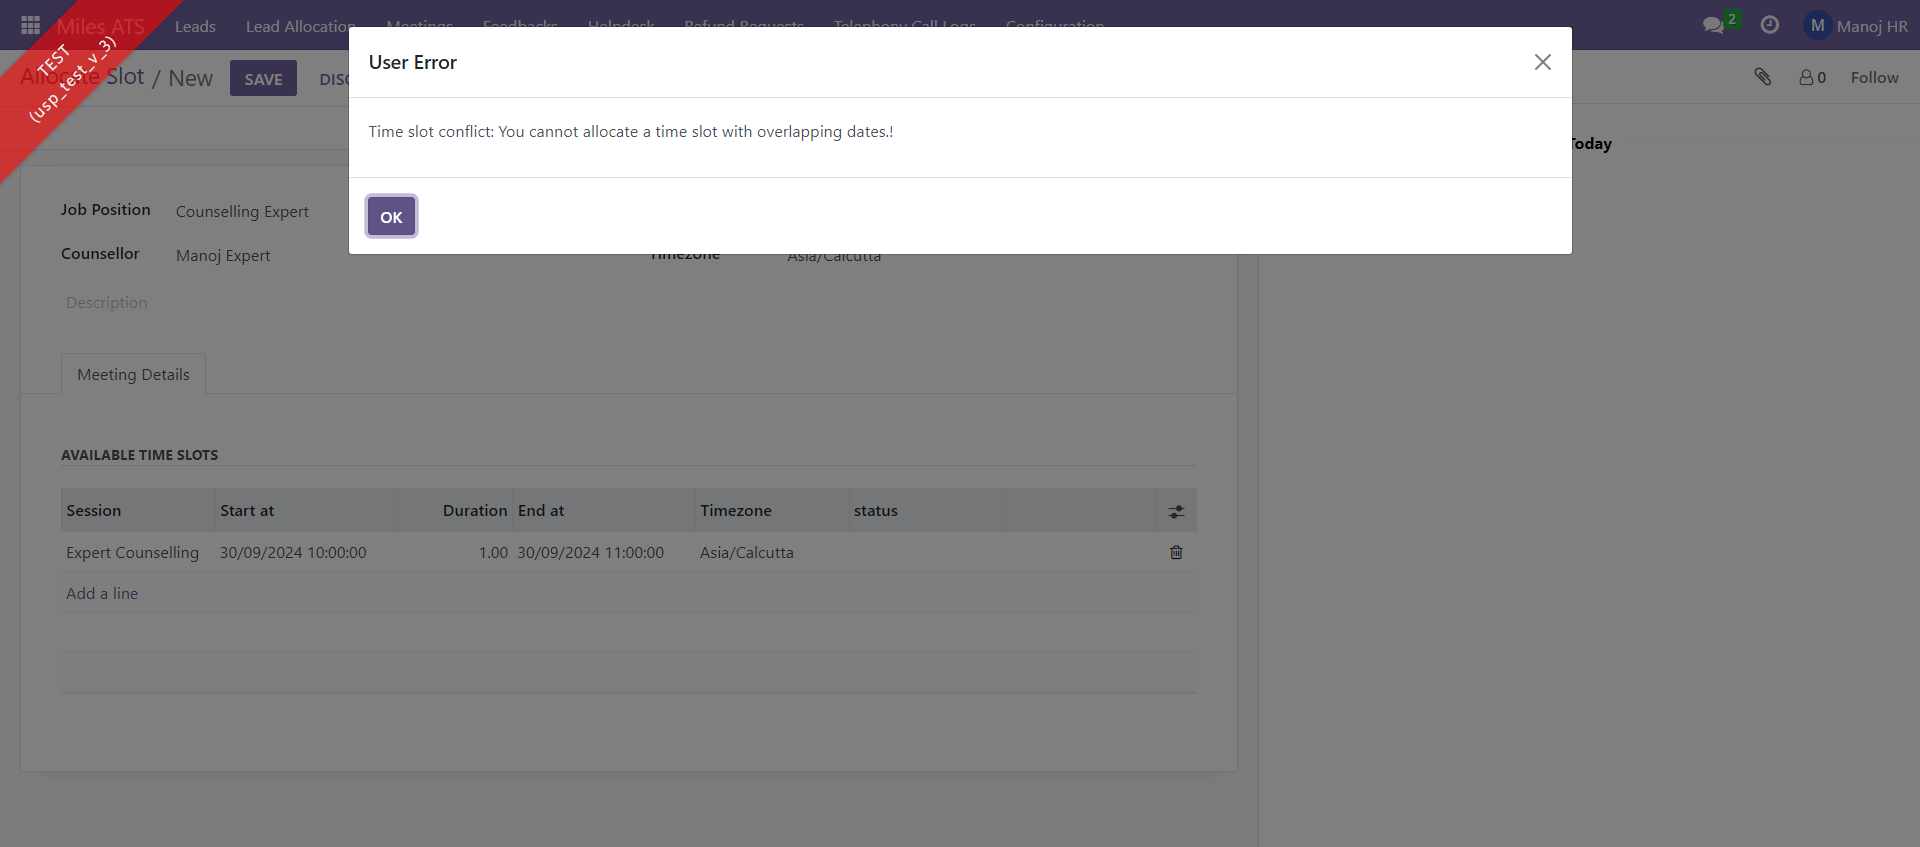 Miles ATS Leads Lead Allocation Meetings Feedbacks Helpdesk Refund Requests Telephony Call Logs Configuration 2 M Manoj HR
TEST
(usp_test_v_3)
User Error
Allocate Slot / New SAVE DISC 0 Follow
Time slot conflict: You cannot allocate a time slot with overlapping dates.!
Today
OK
Job Position Counselling Expert
Counsellor Manoj Expert Timezone Asia/Calcutta
Description
Meeting Details
AVAILABLE TIME SLOTS
Session Start at Duration End at Timezone status
Expert Counselling 30/09/2024 10:00:00 1.00 30/09/2024 11:00:00 Asia/Calcutta
Add a line